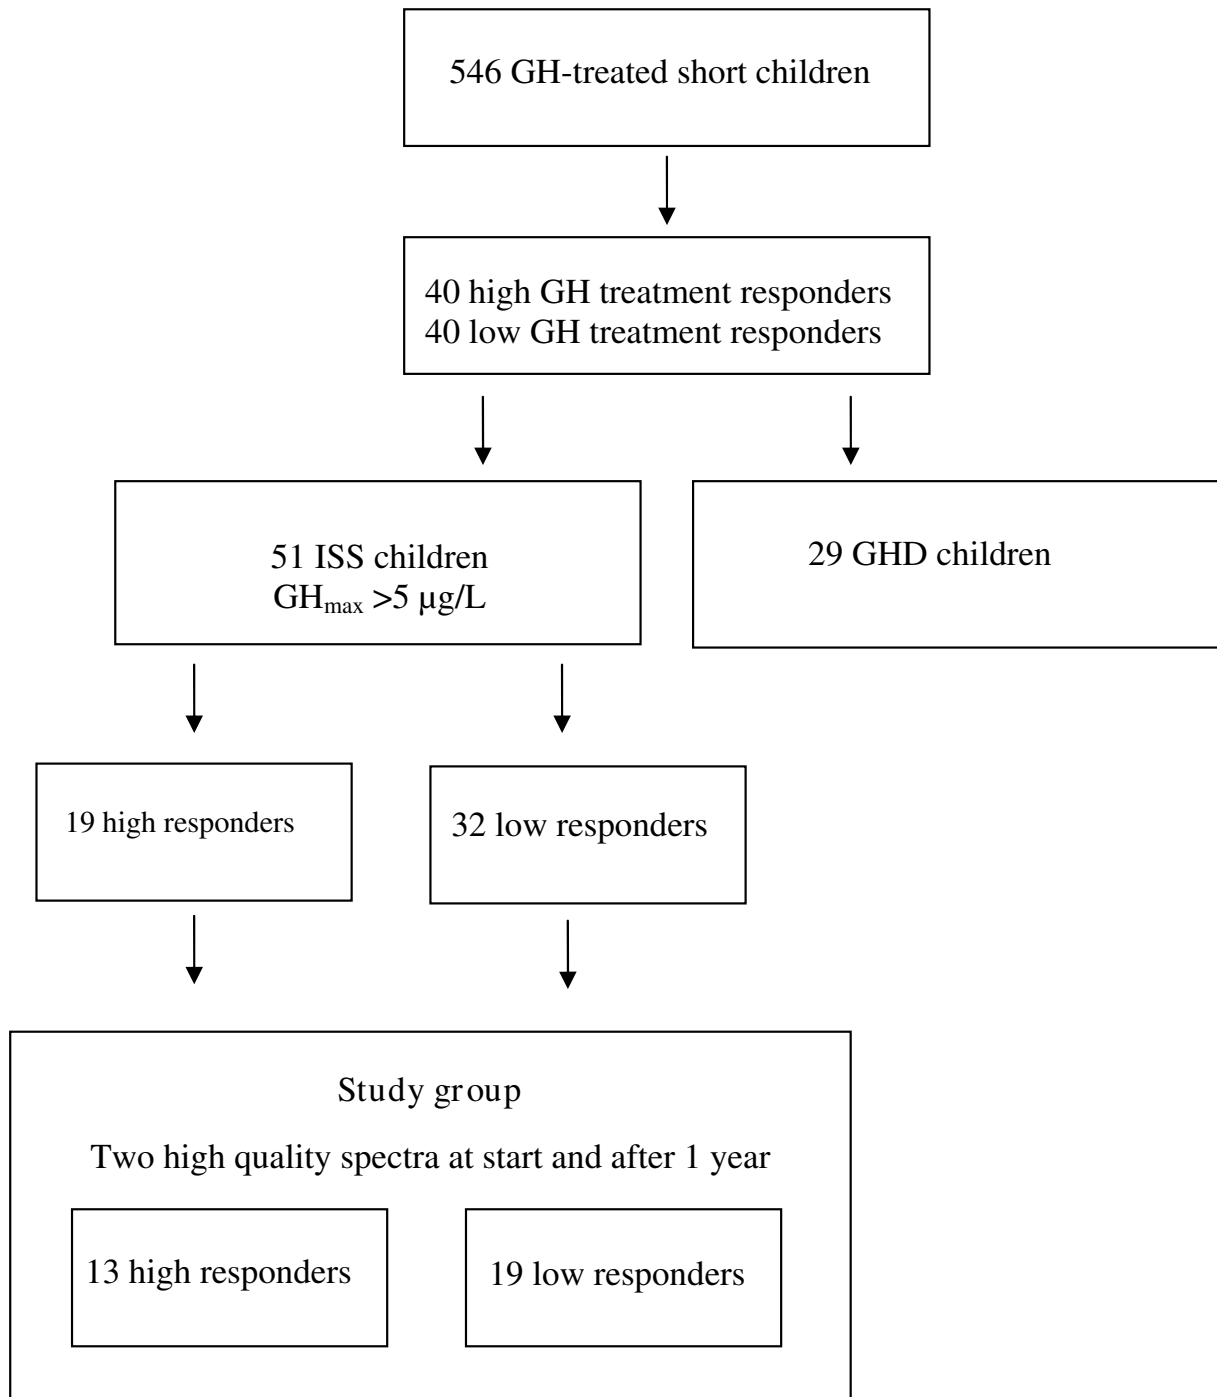 546 GH-treated short children
40 high GH treatment responders
40 low GH treatment responders
51 ISS children
GHmax >5 µg/L
29 GHD children
19 high responders
32 low responders
Study group
Two high quality spectra at start and after 1 year
13 high responders
19 low responders